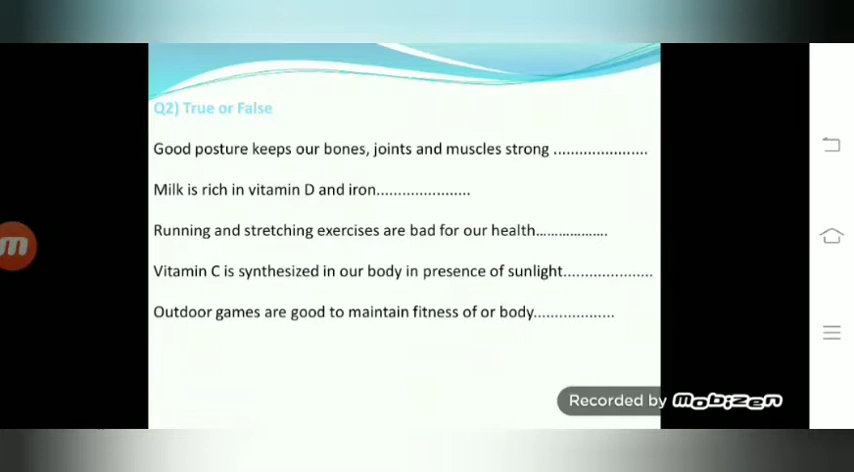 Q2) True or False
Good posture keeps our bones, joints and muscles strong ......................
Milk is rich in vitamin D and iron......................
Running and stretching exercises are bad for our health...................
Vitamin C is synthesized in our body in presence of sunlight.....................
Outdoor games are good to maintain fitness of or body...................
m
Recorded by mobizen